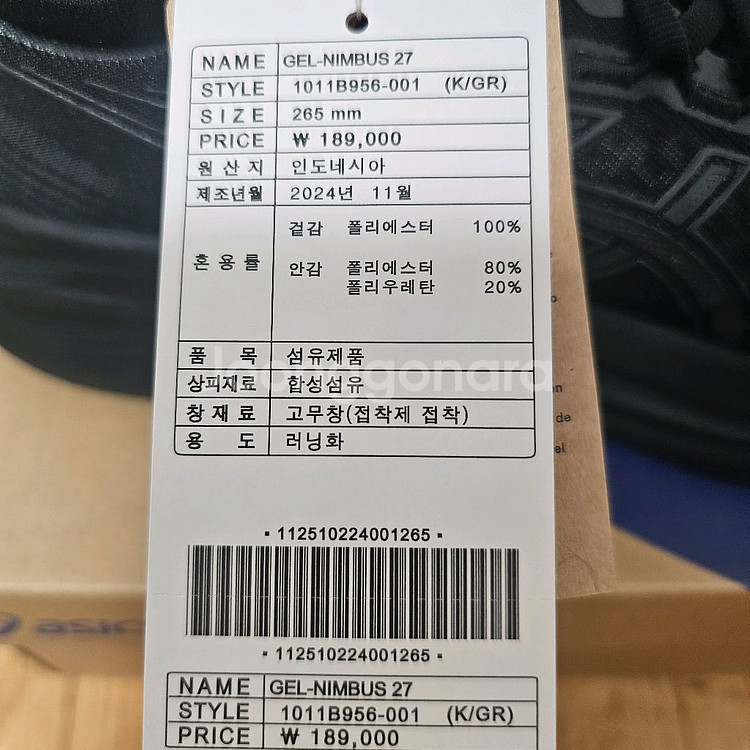 NAME GEL-NIMBUS 27
STYLE 1011B956-001 (K/GR)
SIZE 265 mm
PRICE ₩ 189,000
원산지 인도네시아
제조년월 2024년 11월
혼용률 겉감 폴리에스터 100%
안감 폴리에스터 80%
폴리우레탄 20%
품 목 섬유제품
상피재료 합성섬유
창재료 고무창(접착제 접착)
용 도 러닝화
joonggonara
- 112510224001265 -
- 112510224001265 -
asics
NAME GEL-NIMBUS 27
STYLE 1011B956-001 (K/GR)
PRICE ₩ 189,000